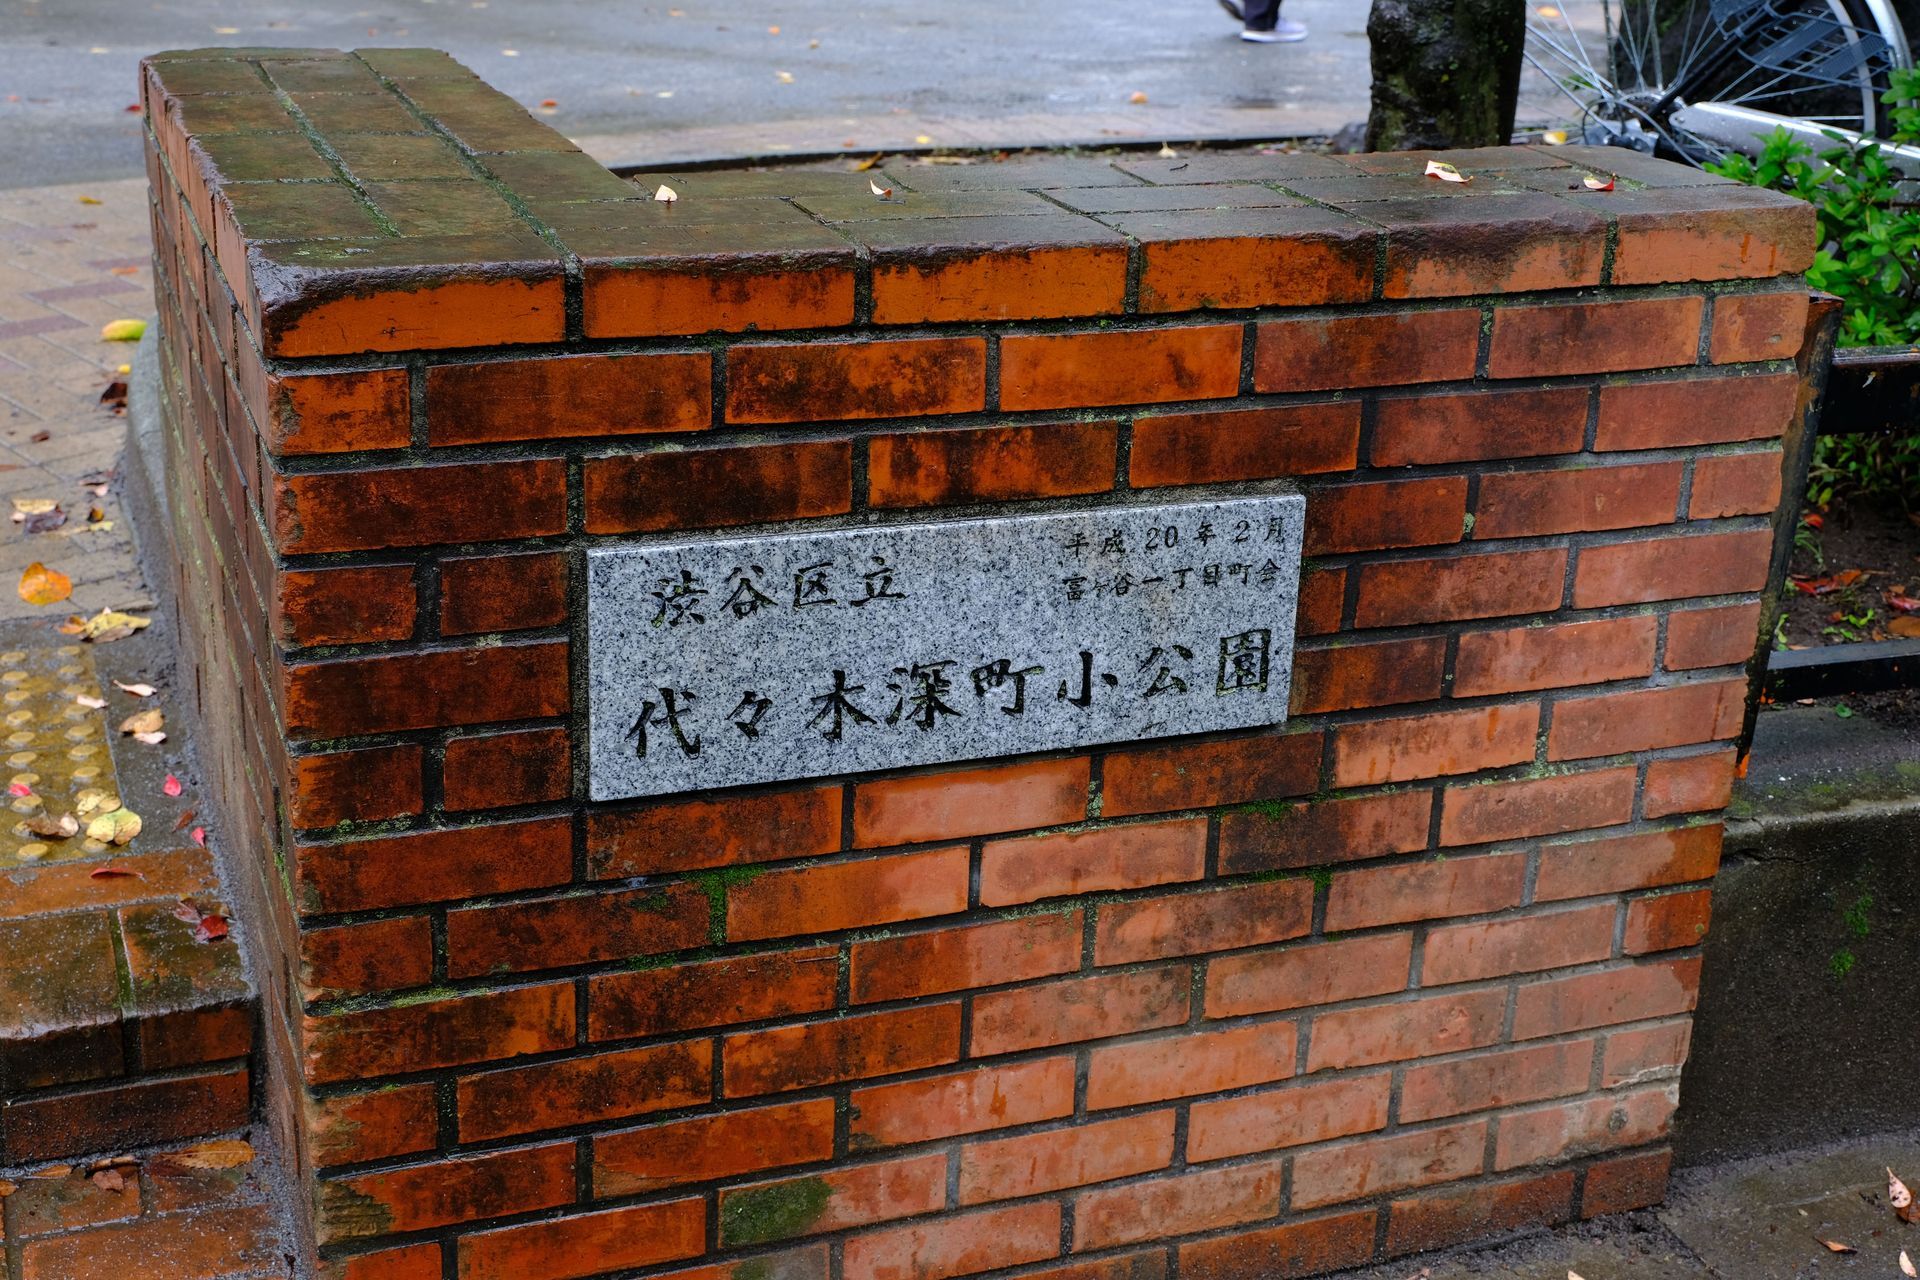 平成20年2月
富ヶ谷一丁目町会
渋谷区立
代々木深町小公園